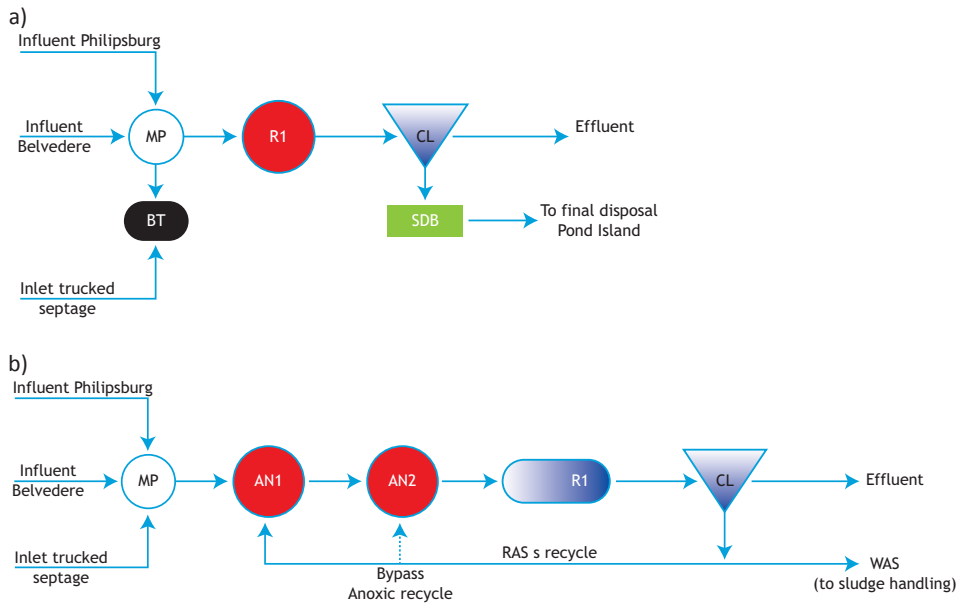 a)
Influent Philipsburg
Influent
Belvedere
MP
R1
CL
Effluent
BT
SDB
To final disposal
Pond Island
Inlet trucked
septage
b)
Influent Philipsburg
Influent
Belvedere
MP
AN1
AN2
R1
CL
Effluent
Inlet trucked
septage
RAS s recycle
Bypass
Anoxic recycle
WAS
(to sludge handling)